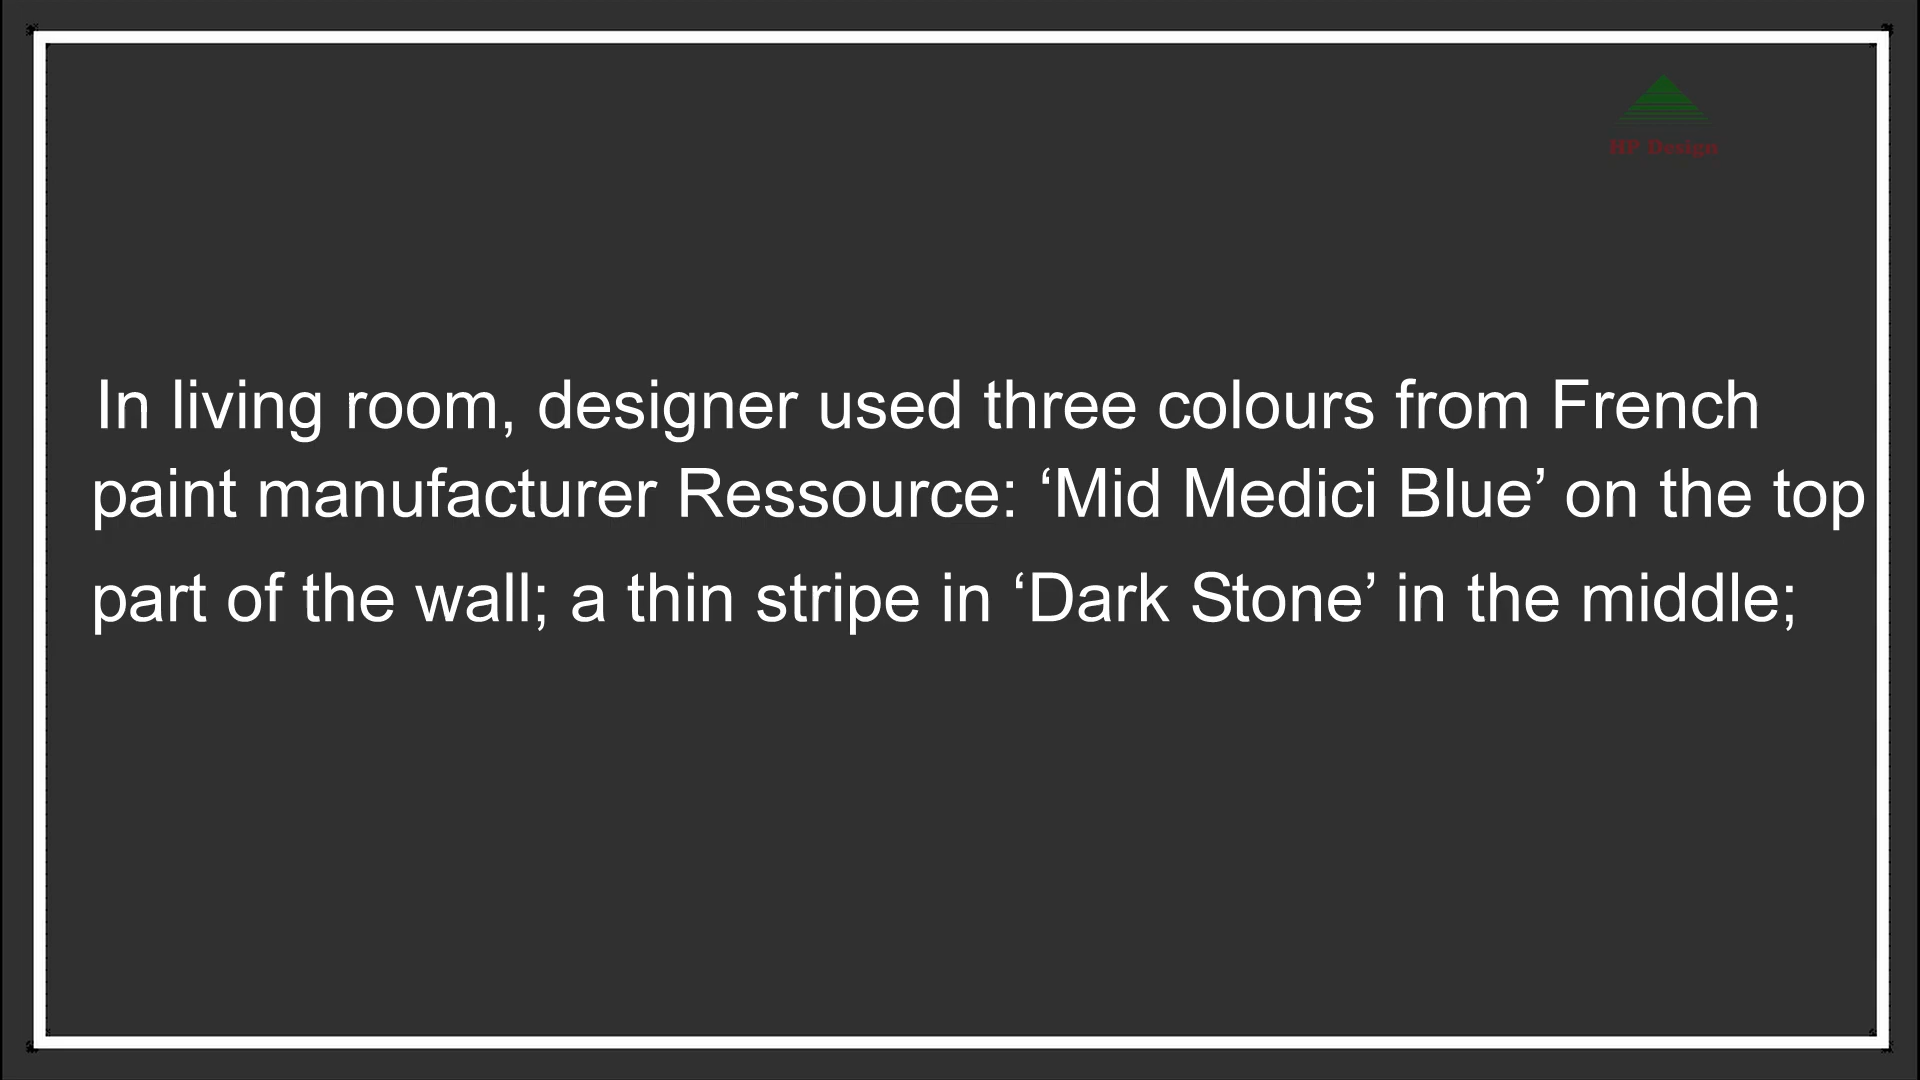 HP Design
In living room, designer used three colours from French
paint manufacturer Ressource: ‘Mid Medici Blue’ on the top
part of the wall; a thin stripe in ‘Dark Stone’ in the middle;